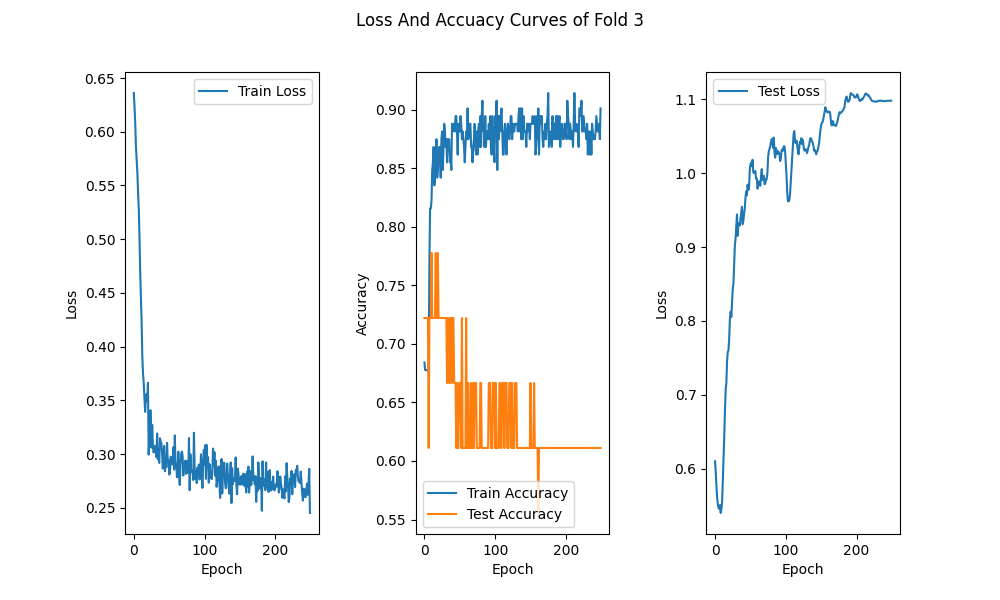 Loss And Accuacy Curves of Fold 3
0.65
0.60
0.55
0.50
0.45
0.40
0.35
0.30
0.25
Loss
0
100
200
Epoch
Train Loss
0.90
0.85
0.80
0.75
0.70
0.65
0.60
0.55
Accuracy
0
100
200
Epoch
Train Accuracy
Test Accuracy
1.1
1.0
0.9
0.8
0.7
0.6
Loss
0
100
200
Epoch
Test Loss